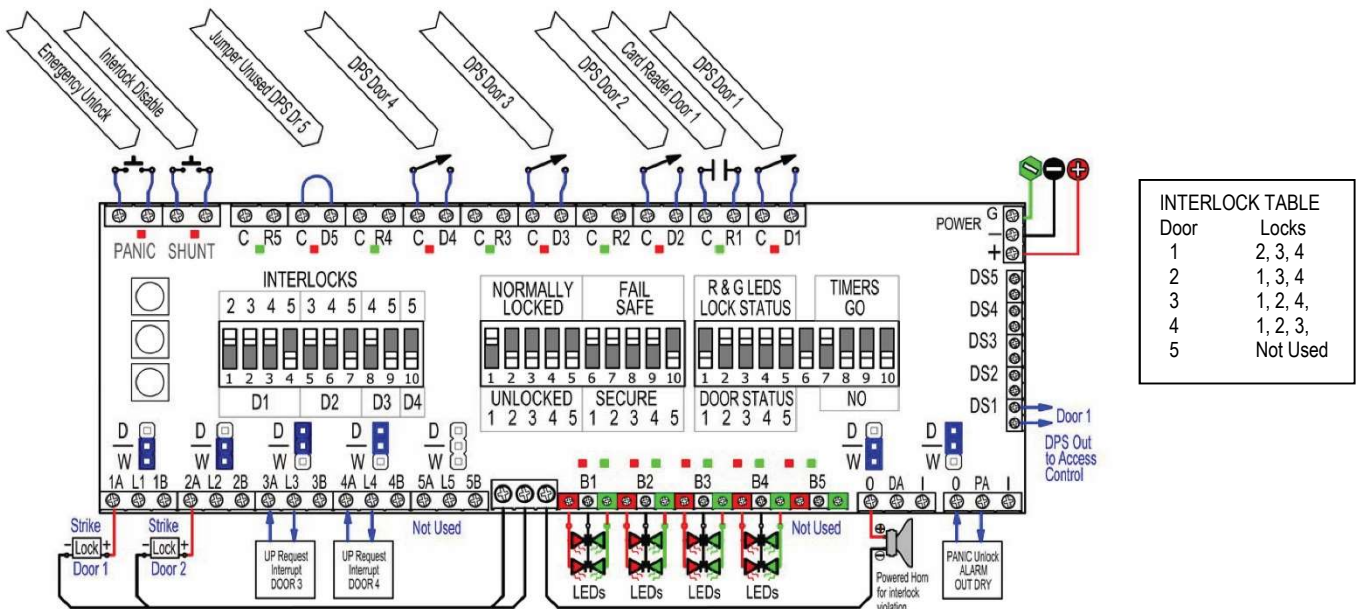 Emergency Unlock
Interlock Disable
Jumper Unused DPS Dr 5
DPS Door 4
DPS Door 3
DPS Door 2
Card Reader Door 1
DPS Door 1
C R5 C D5 C R4 C D4 C R3 C D3 C R2 C D2 C R1 C D1
PANIC SHUNT
POWER G
−
+
INTERLOCKS
2 3 4 5 3 4 5 4 5 5
1 2 3 4 5 6 7 8 9 10
D1 D2 D3 D4
NORMALLY LOCKED
FAIL SAFE
1 2 3 4 5 6 7 8 9 10
UNLOCKED SECURE
1 2 3 4 5 1 2 3 4 5
R & G LEDS
LOCK STATUS
TIMERS
GO
1 2 3 4 5 6 7 8 9 10
DOOR STATUS NO
1 2 3 4 5
DS5
DS4
DS3
DS2
DS1
Door 1
DPS Out
to Access
Control
D D D D D D D
W W W W W W W
1A L1 1B 2A L2 2B 3A L3 3B 4A L4 4B 5A L5 5B
B1 B2 B3 B4 B5
O DA I O PA I
Strike
- Lock +
Door 1
Strike
- Lock +
Door 2
UP Request
Interrupt
DOOR 3
UP Request
Interrupt
DOOR 4
Not Used
LEDs LEDs LEDs LEDs
Not Used
Powered Horn
for interlock
violation
PANIC Unlock
ALARM
OUT DRY
INTERLOCK TABLE
Door Locks
1 2, 3, 4
2 1, 3, 4
3 1, 2, 4,
4 1, 2, 3,
5 Not Used